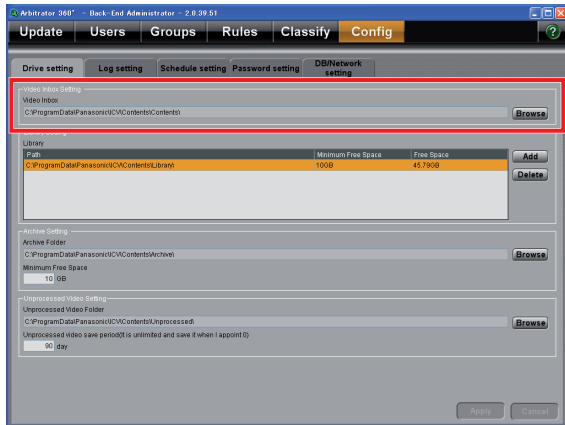 Arbitrator 360° - Back-End Administrator - 2.0.39.51
Update Users Groups Rules Classify Config
Drive setting Log setting Schedule setting Password setting DB/Network setting
Video Inbox Setting
Video Inbox
C:\ProgramData\Panasonic\ICV\Contents\Contents\ Browse
Library Setting
Library
Path Minimum Free Space Free Space
C:\ProgramData\Panasonic\ICV\Contents\Library\ 10GB 45.79GB
Add
Delete
Archive Setting
Archive Folder
C:\ProgramData\Panasonic\ICV\Contents\Archive\ Browse
Minimum Free Space
10 GB
Unprocessed Video Setting
Unprocessed Video Folder
C:\ProgramData\Panasonic\ICV\Contents\Unprocessed\ Browse
Unprocessed video save period(It is unlimited and save it when I appoint 0)
90 day
Apply Cancel